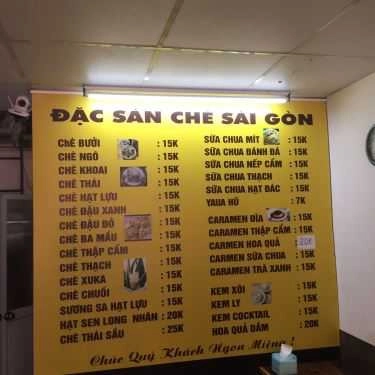 ĐẶC SẢN CHÈ SÀI GÒN
CHÈ BƯỞI : 15K
CHÈ NGÔ : 15K
CHÈ KHOAI : 15K
CHÈ THÁI : 15K
CHÈ HẠT LỰU : 15K
CHÈ ĐẬU XANH : 15K
CHÈ ĐẬU ĐỎ : 15K
CHÈ BA MẦU : 15K
CHÈ THẬP CẨM : 15K
CHÈ THẠCH : 15K
CHÈ XUKA : 15K
CHÈ CHUỐI : 15K
SƯƠNG SA HẠT LỰU : 15K
HẠT SEN LONG NHÂN : 20K
CHÈ THÁI SẦU : 25K
SỮA CHUA MÍT : 15K
SỮA CHUA ĐÁNH ĐÁ : 15K
SỮA CHUA NẾP CẨM : 15K
SỮA CHUA THẠCH : 15K
SỮA CHUA HẠT ĐÁC : 15K
YAUA HŨ : 7K
CARAMEN DĨA : 15K
CARAMEN THẬP CẨM : 15K
CARMEN HOA QUẢ : 20K
CARAMEN SỮA CHUA : 15K
CARAMEN TRÀ XANH : 15K
KEM XÔI : 15K
KEM LY : 15K
KEM COCKTAIL : 15K
HOA QUẢ DẦM : 20K
Chúc Quý Khách Ngon Miệng !